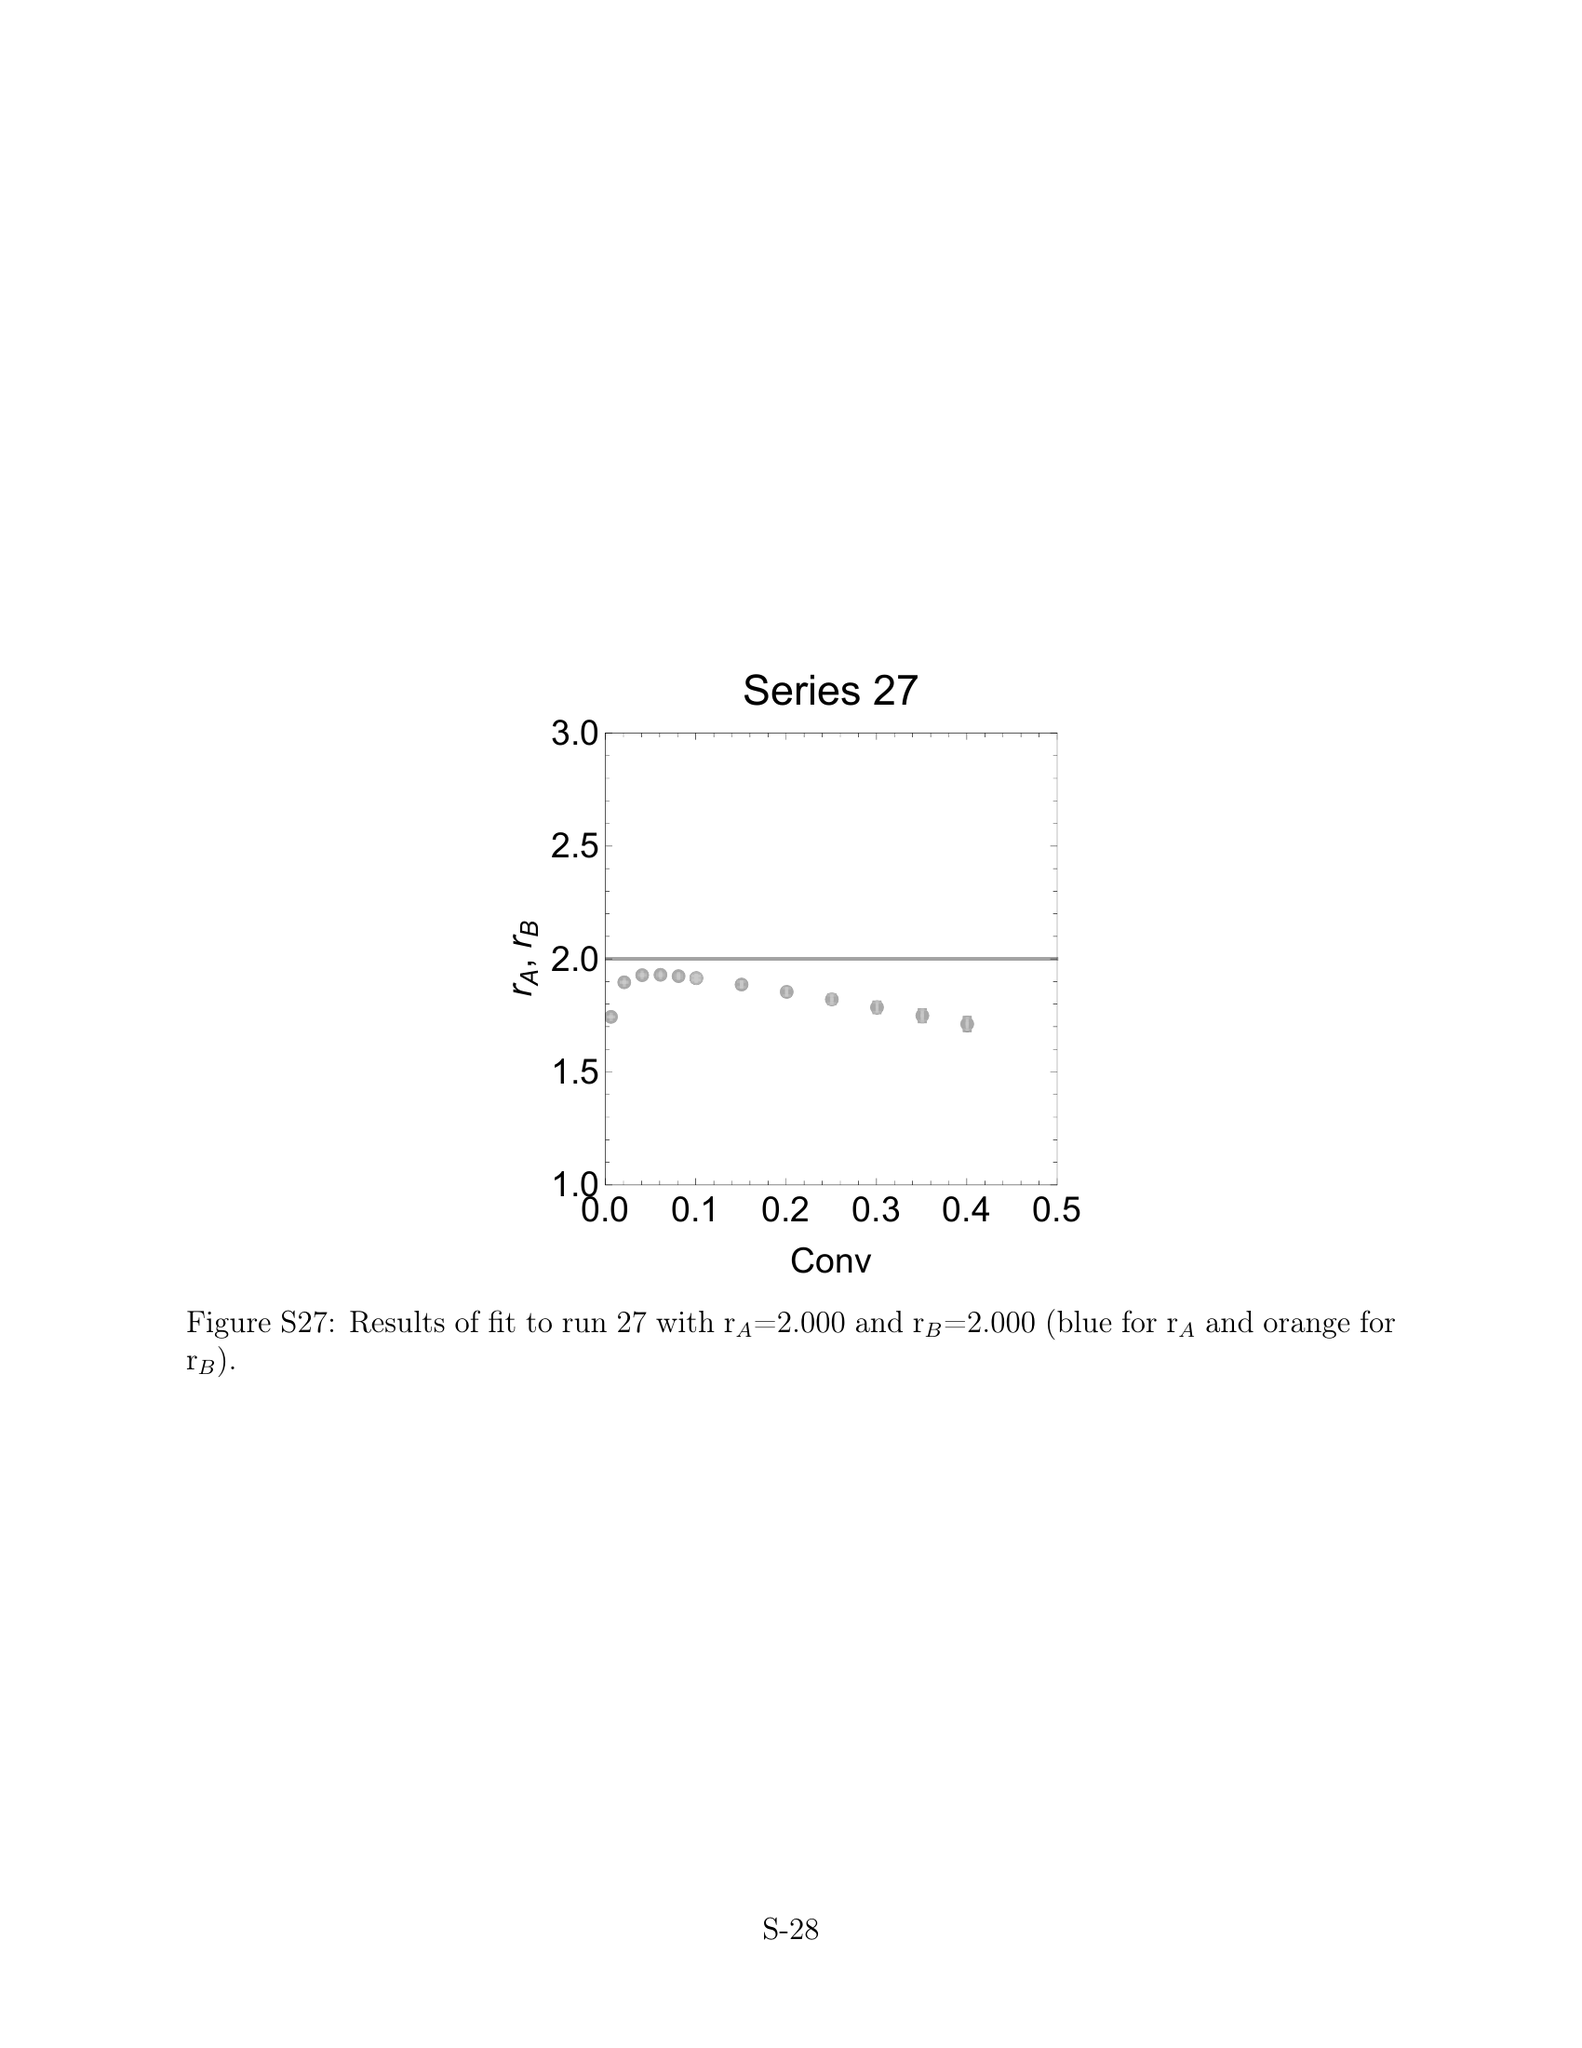 Series 27
3.0
2.5
2.0
1.5
1.0
r_A, r_B
0.0 0.1 0.2 0.3 0.4 0.5
Conv
Figure S27: Results of fit to run 27 with r_A=2.000 and r_B=2.000 (blue for r_A and orange for
r_B).
S-28